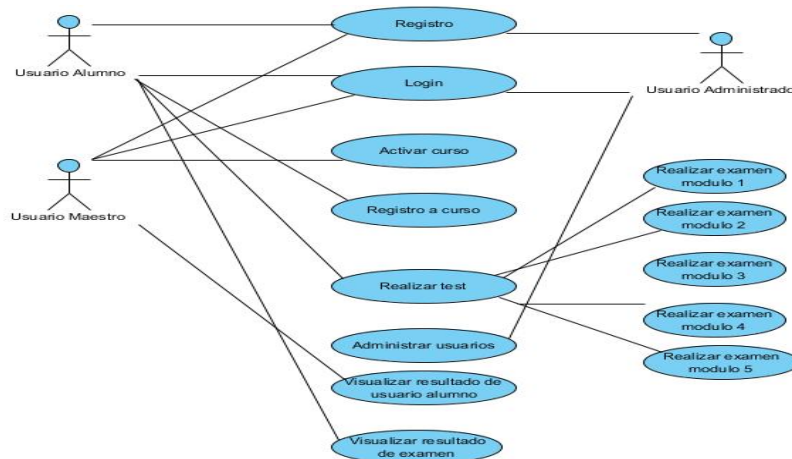 Registro
Usuario Alumno
Login
Usuario Administrado
Activar curso
Usuario Maestro
Registro a curso
Realizar examen
modulo 1
Realizar examen
modulo 2
Realizar examen
modulo 3
Realizar test
Realizar examen
modulo 4
Administrar usuarios
Realizar examen
modulo 5
Visualizar resultado de
usuario alumno
Visualizar resultado
de examen